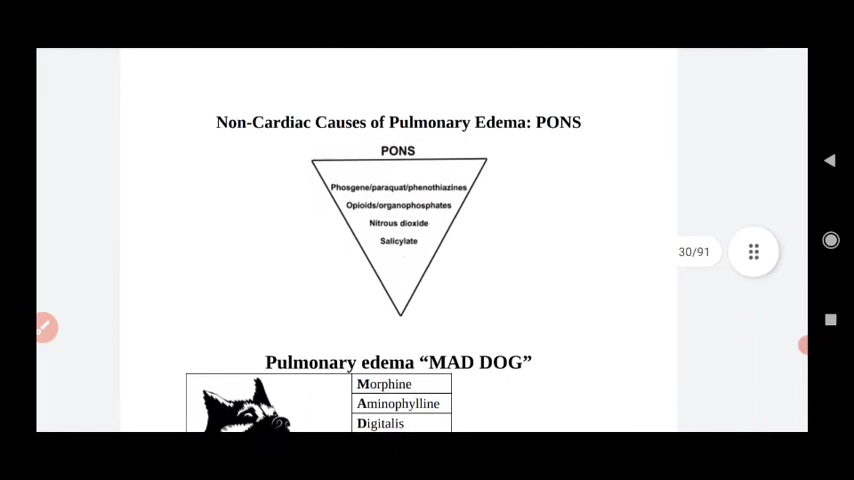 Non-Cardiac Causes of Pulmonary Edema: PONS
PONS
Phosgene/paraquat/phenothiazines
Opioids/organophosphates
Nitrous dioxide
Salicylate
30/91
Pulmonary edema “MAD DOG”
Morphine
Aminophylline
Digitalis